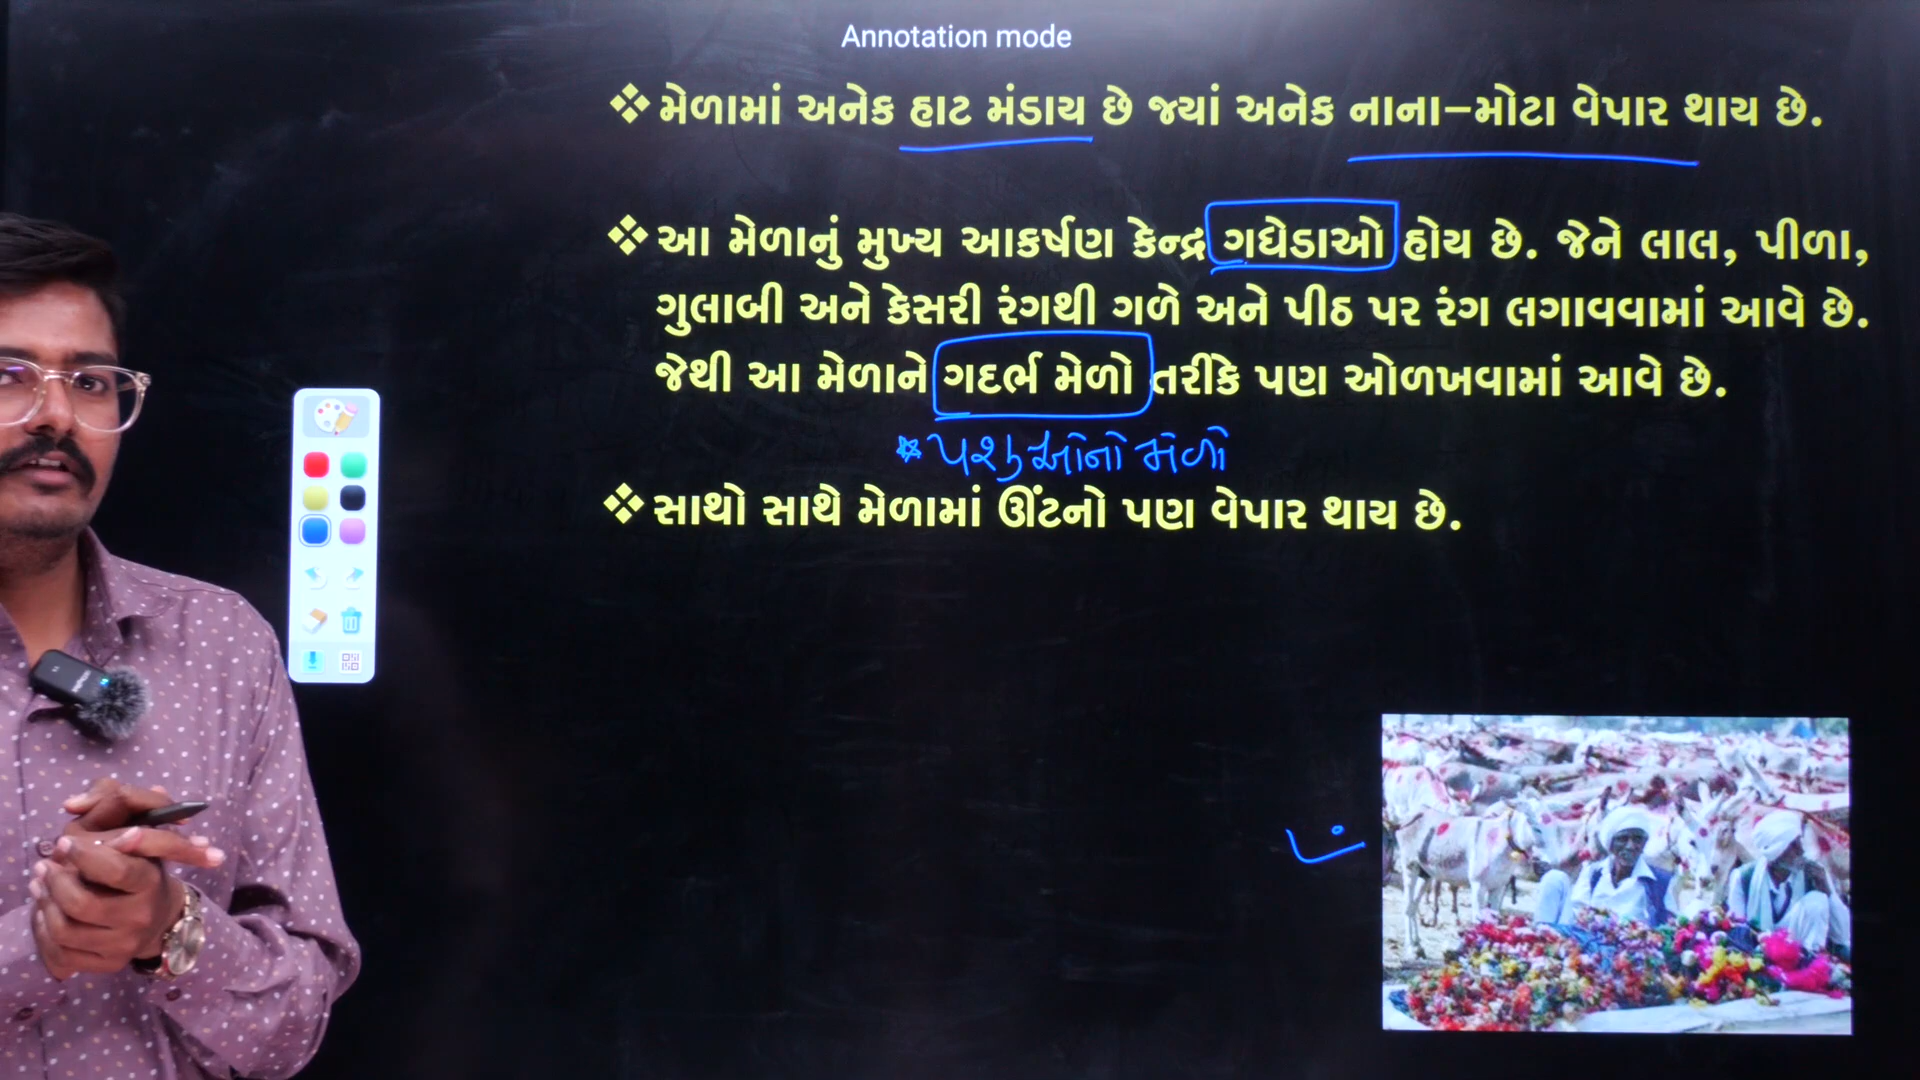 Annotation mode
❖ મેળામાં અનેક હાટ મંડાય છે જ્યાં અનેક નાના–મોટા વેપાર થાય છે.
❖ આ મેળાનું મુખ્ય આકર્ષણ કેન્દ્ર ગધેડાઓ હોય છે. જેને લાલ, પીળા,
ગુલાબી અને કેસરી રંગથી ગળે અને પીઠ પર રંગ લગાવવામાં આવે છે.
જેથી આ મેળાને ગદર્ભ મેળો તરીકે પણ ઓળખવામાં આવે છે.
* પશુઓનો મેળો
❖ સાથો સાથે મેળામાં ઊંટનો પણ વેપાર થાય છે.